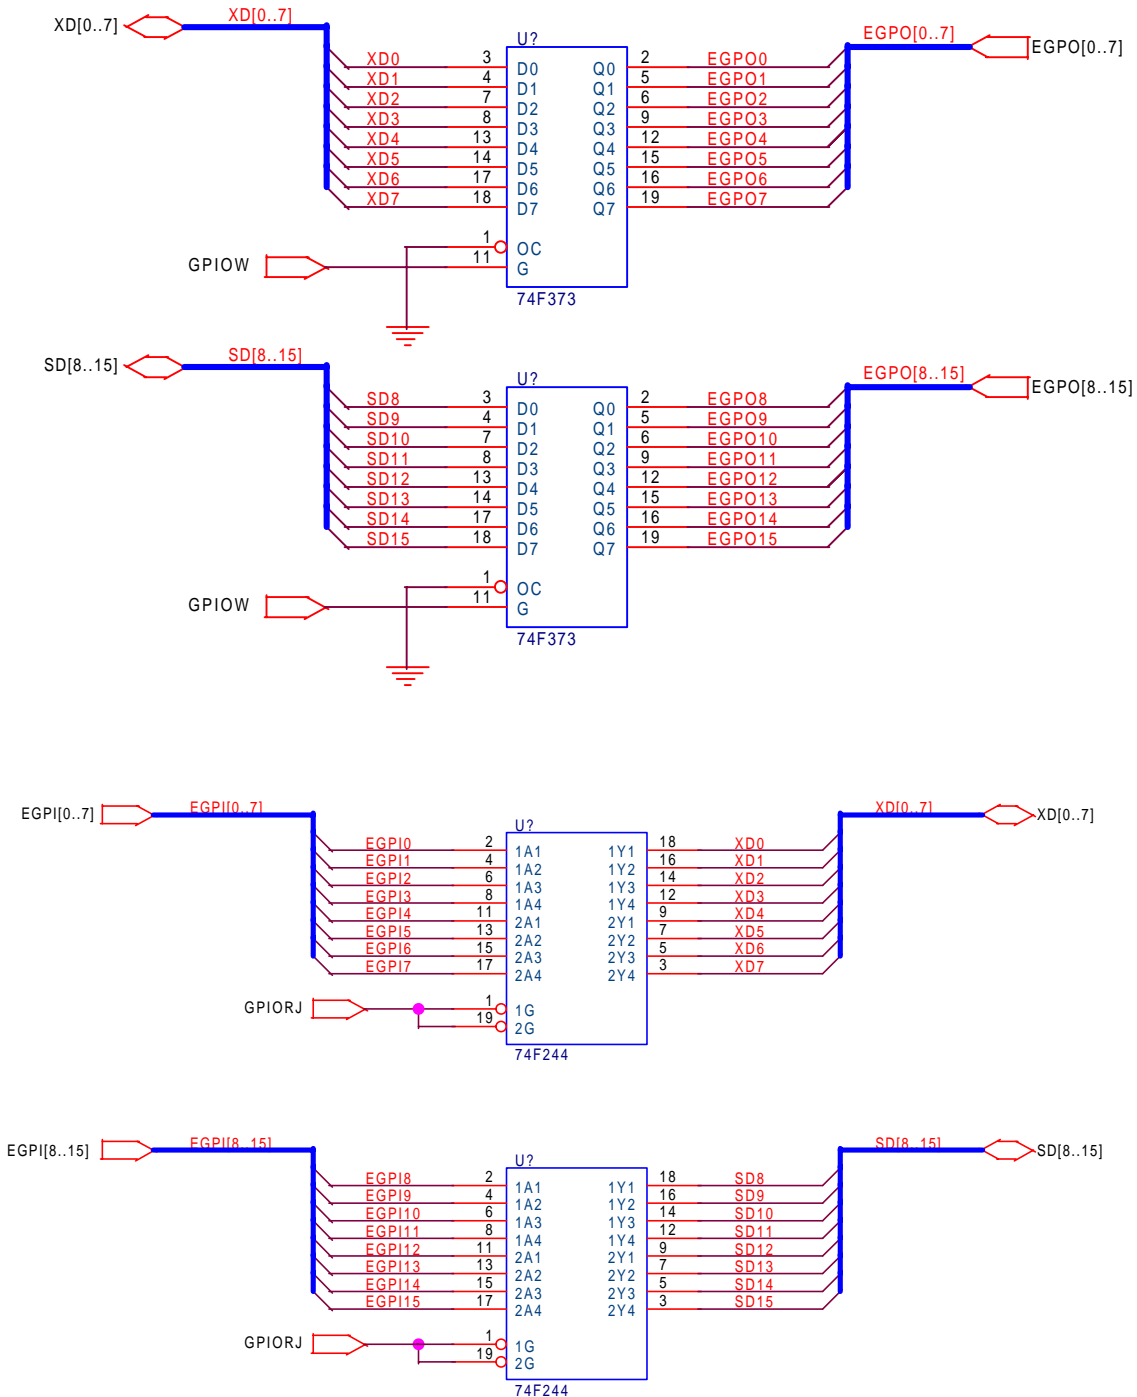 XD[0..7] XD[0..7] EGPO[0..7] EGPO[0..7]
U?
XD0 3 D0 Q0 2 EGPO0
XD1 4 D1 Q1 5 EGPO1
XD2 7 D2 Q2 6 EGPO2
XD3 8 D3 Q3 9 EGPO3
XD4 13 D4 Q4 12 EGPO4
XD5 14 D5 Q5 15 EGPO5
XD6 17 D6 Q6 16 EGPO6
XD7 18 D7 Q7 19 EGPO7
1 OC
GPIOW 11 G
74F373
SD[8..15] SD[8..15] EGPO[8..15] EGPO[8..15]
U?
SD8 3 D0 Q0 2 EGPO8
SD9 4 D1 Q1 5 EGPO9
SD10 7 D2 Q2 6 EGPO10
SD11 8 D3 Q3 9 EGPO11
SD12 13 D4 Q4 12 EGPO12
SD13 14 D5 Q5 15 EGPO13
SD14 17 D6 Q6 16 EGPO14
SD15 18 D7 Q7 19 EGPO15
1 OC
GPIOW 11 G
74F373
EGPI[0..7] EGPI[0..7] XD[0..7] XD[0..7]
U?
EGPI0 2 1A1 1Y1 18 XD0
EGPI1 4 1A2 1Y2 16 XD1
EGPI2 6 1A3 1Y3 14 XD2
EGPI3 8 1A4 1Y4 12 XD3
EGPI4 11 2A1 2Y1 9 XD4
EGPI5 13 2A2 2Y2 7 XD5
EGPI6 15 2A3 2Y3 5 XD6
EGPI7 17 2A4 2Y4 3 XD7
GPIORJ 1 1G
19 2G
74F244
EGPI[8..15] EGPI[8..15] SD[8..15] SD[8..15]
U?
EGPI8 2 1A1 1Y1 18 SD8
EGPI9 4 1A2 1Y2 16 SD9
EGPI10 6 1A3 1Y3 14 SD10
EGPI11 8 1A4 1Y4 12 SD11
EGPI12 11 2A1 2Y1 9 SD12
EGPI13 13 2A2 2Y2 7 SD13
EGPI14 15 2A3 2Y3 5 SD14
EGPI15 17 2A4 2Y4 3 SD15
GPIORJ 1 1G
19 2G
74F244